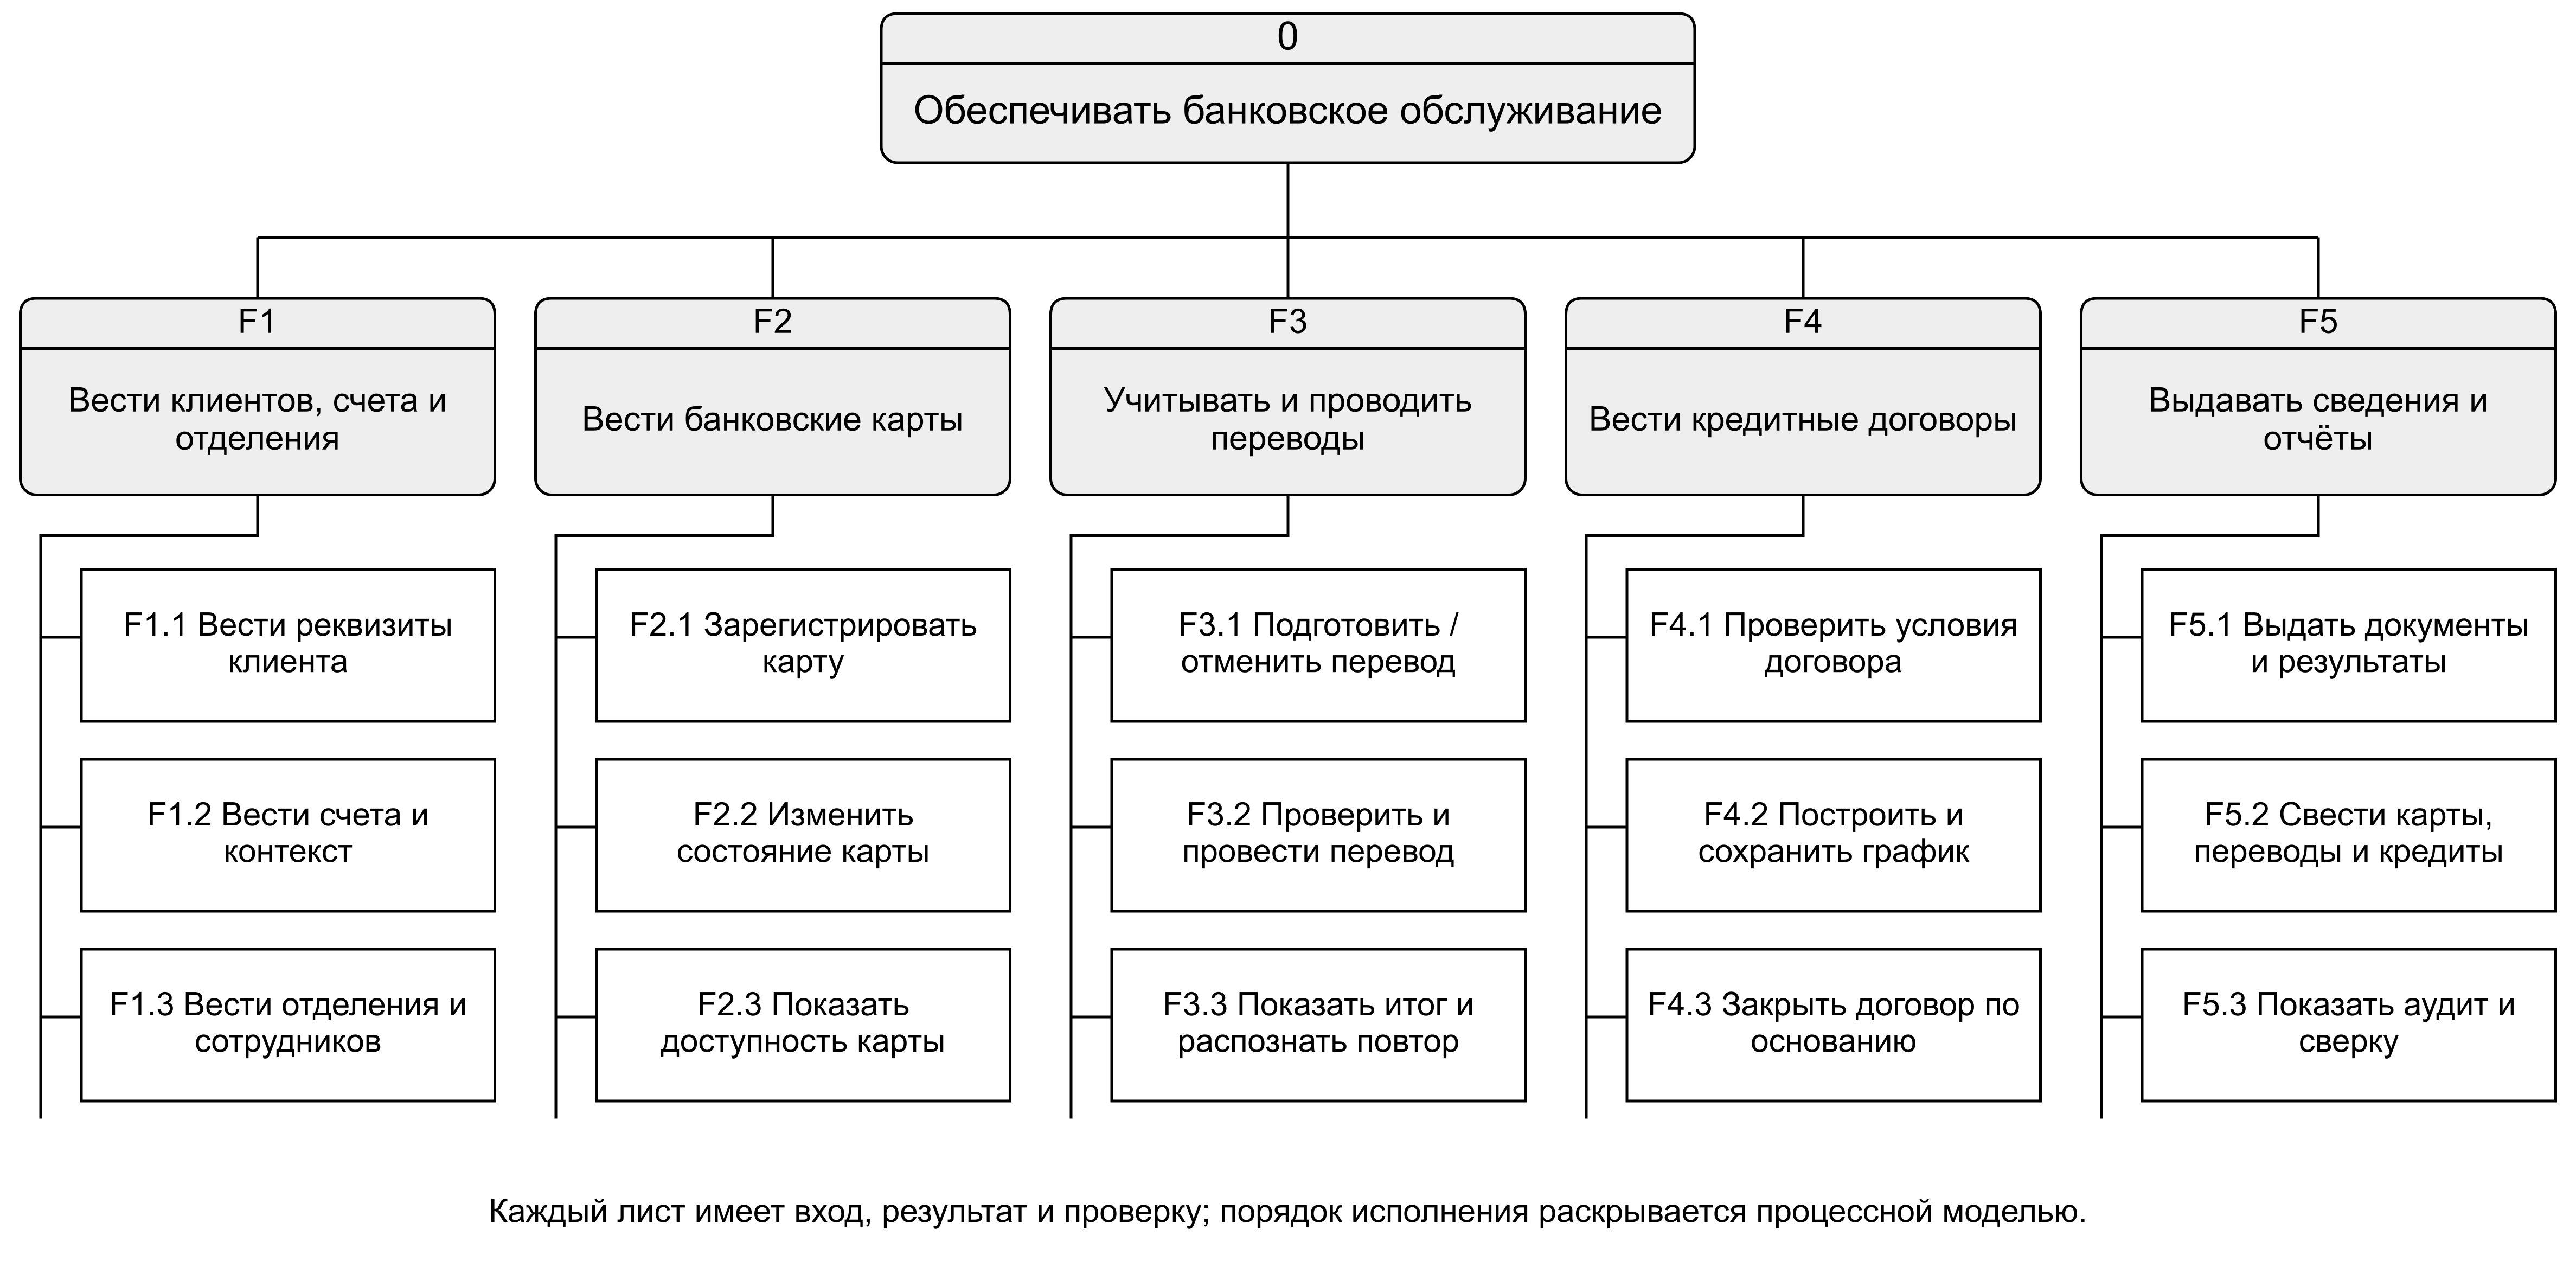 0
Обеспечивать банковское обслуживание
F1
Вести клиентов, счета и
отделения
F2
Вести банковские карты
F3
Учитывать и проводить
переводы
F4
Вести кредитные договоры
F5
Выдавать сведения и
отчёты
F1.1 Вести реквизиты
клиента
F1.2 Вести счета и
контекст
F1.3 Вести отделения и
сотрудников
F2.1 Зарегистрировать
карту
F2.2 Изменить
состояние карты
F2.3 Показать
доступность карты
F3.1 Подготовить /
отменить перевод
F3.2 Проверить и
провести перевод
F3.3 Показать итог и
распознать повтор
F4.1 Проверить условия
договора
F4.2 Построить и
сохранить график
F4.3 Закрыть договор по
основанию
F5.1 Выдать документы
и результаты
F5.2 Свести карты,
переводы и кредиты
F5.3 Показать аудит и
сверку
Каждый лист имеет вход, результат и проверку; порядок исполнения раскрывается процессной моделью.